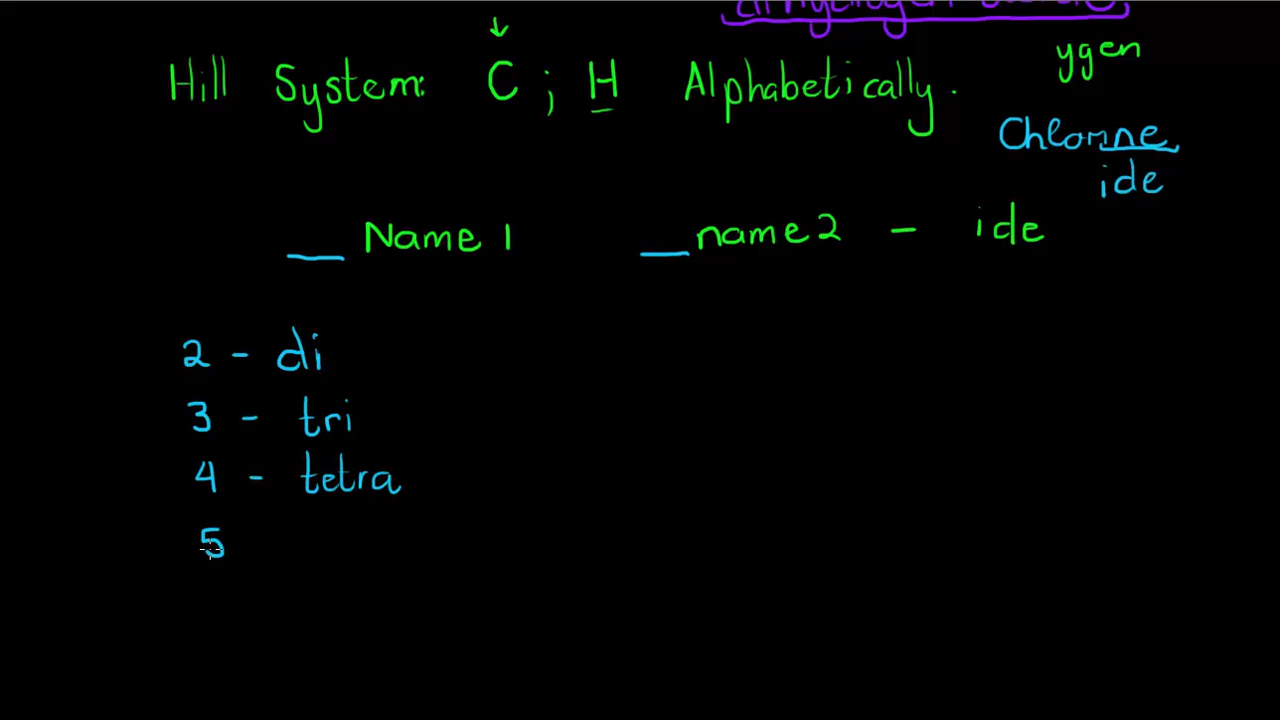 Hill System: C ; H Alphabetically.
ygen
Chlorine
ide
__ Name 1 __ name 2 - ide
2 - di
3 - tri
4 - tetra
5